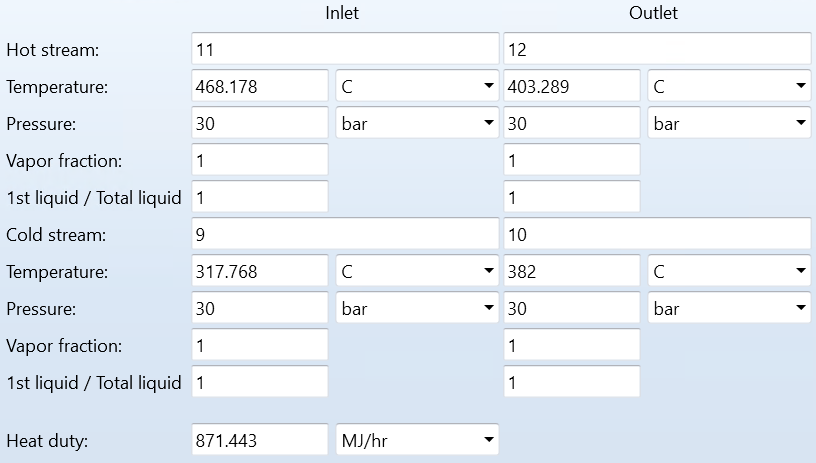 Inlet Outlet
Hot stream: 11 12
Temperature: 468.178 C 403.289 C
Pressure: 30 bar 30 bar
Vapor fraction: 1 1
1st liquid / Total liquid 1 1
Cold stream: 9 10
Temperature: 317.768 C 382 C
Pressure: 30 bar 30 bar
Vapor fraction: 1 1
1st liquid / Total liquid 1 1
Heat duty: 871.443 MJ/hr